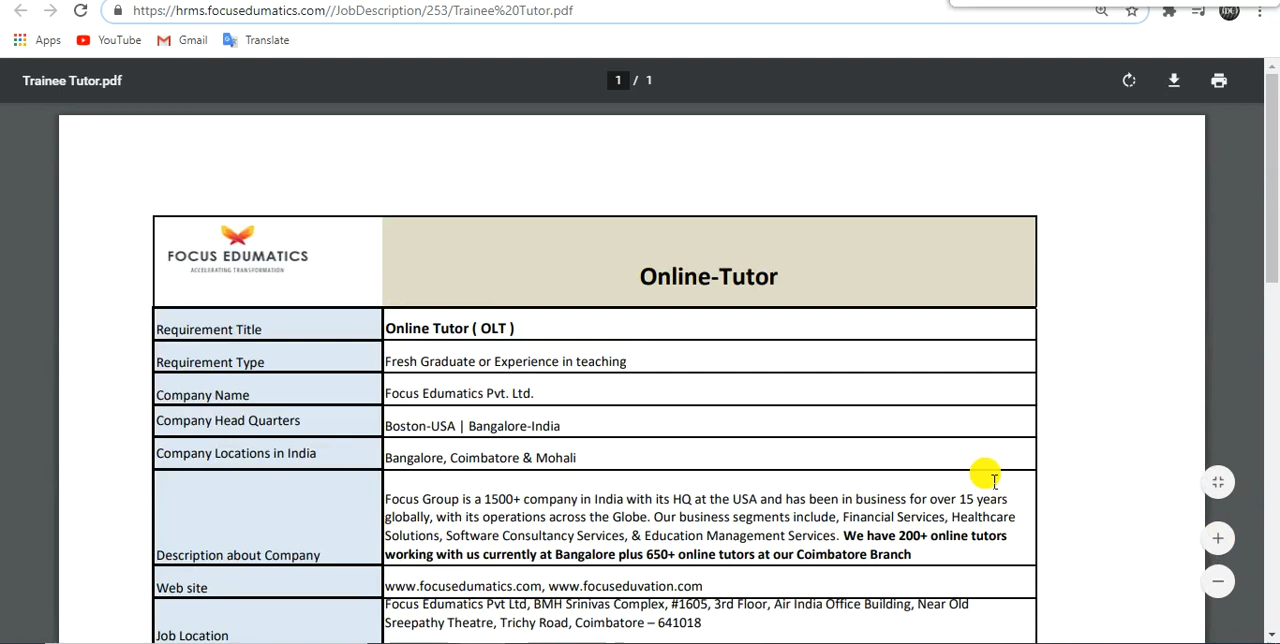 https://hrms.focusedumatics.com//JobDescription/253/Trainee%20Tutor.pdf
Apps YouTube Gmail Translate
Trainee Tutor.pdf
1 / 1
FOCUS EDUMATICS
ACCELERATING TRANSFORMATION
Online-Tutor
Requirement Title Online Tutor ( OLT )
Requirement Type Fresh Graduate or Experience in teaching
Company Name Focus Edumatics Pvt. Ltd.
Company Head Quarters Boston-USA | Bangalore-India
Company Locations in India Bangalore, Coimbatore & Mohali
Focus Group is a 1500+ company in India with its HQ at the USA and has been in business for over 15 years
globally, with its operations across the Globe. Our business segments include, Financial Services, Healthcare
Solutions, Software Consultancy Services, & Education Management Services. We have 200+ online tutors
Description about Company working with us currently at Bangalore plus 650+ online tutors at our Coimbatore Branch
Web site www.focusedumatics.com, www.focuseduvation.com
Focus Edumatics Pvt Ltd, BMH Srinivas Complex, #1605, 3rd Floor, Air India Office Building, Near Old
Sreepathy Theatre, Trichy Road, Coimbatore – 641018
Job Location